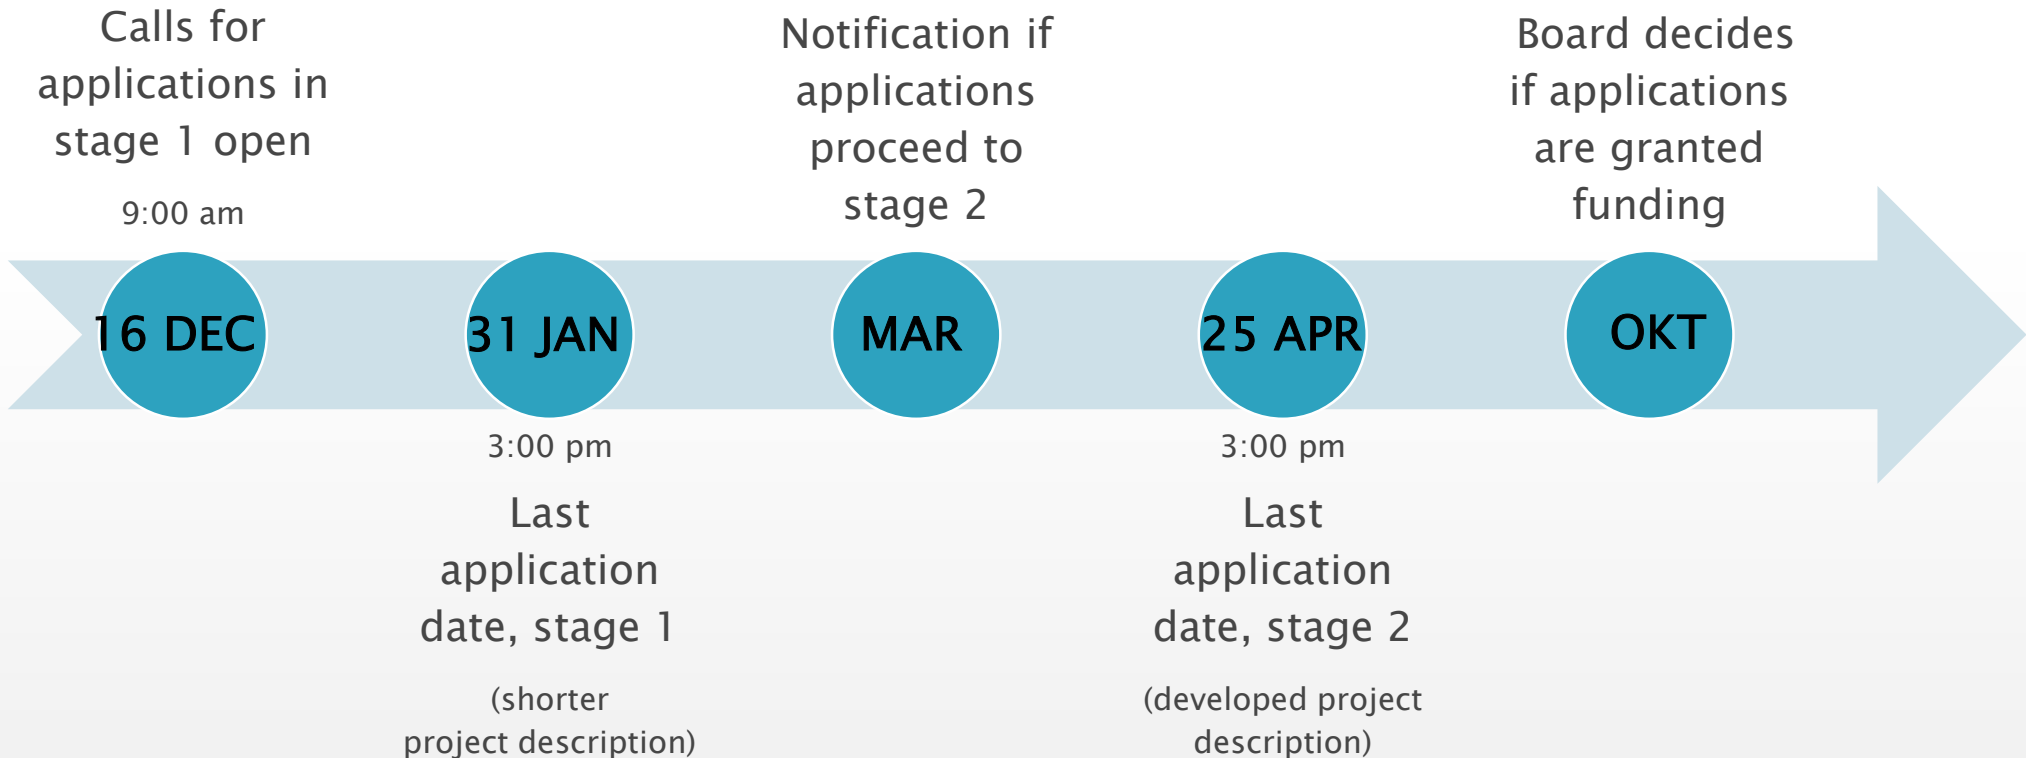 Calls for
applications in
stage 1 open
9:00 am
16 DEC
31 JAN
3:00 pm
Last
application
date, stage 1
(shorter
project description)
Notification if
applications
proceed to
stage 2
MAR
25 APR
3:00 pm
Last
application
date, stage 2
(developed project
description)
Board decides
if applications
are granted
funding
OKT